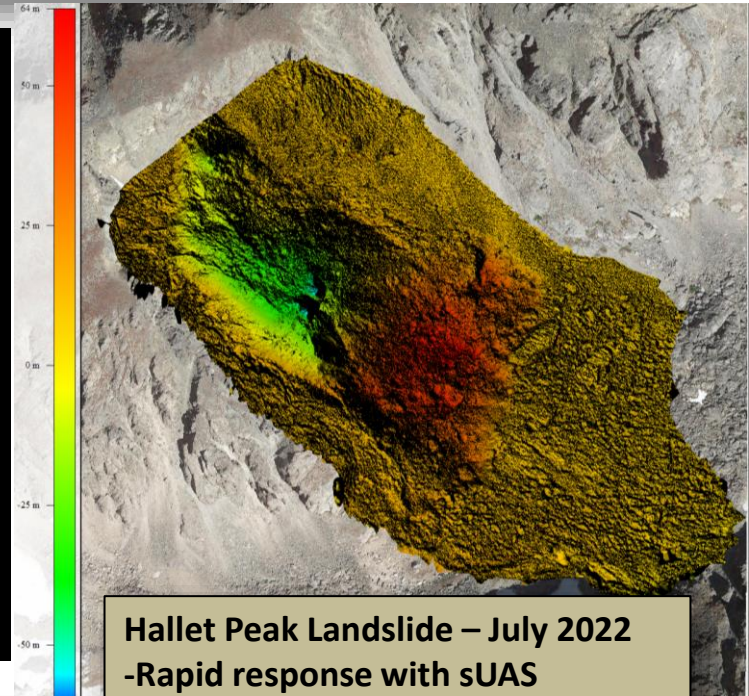 64 m
50 m
25 m
0 m
-25 m
-50 m
Hallet Peak Landslide – July 2022
-Rapid response with sUAS